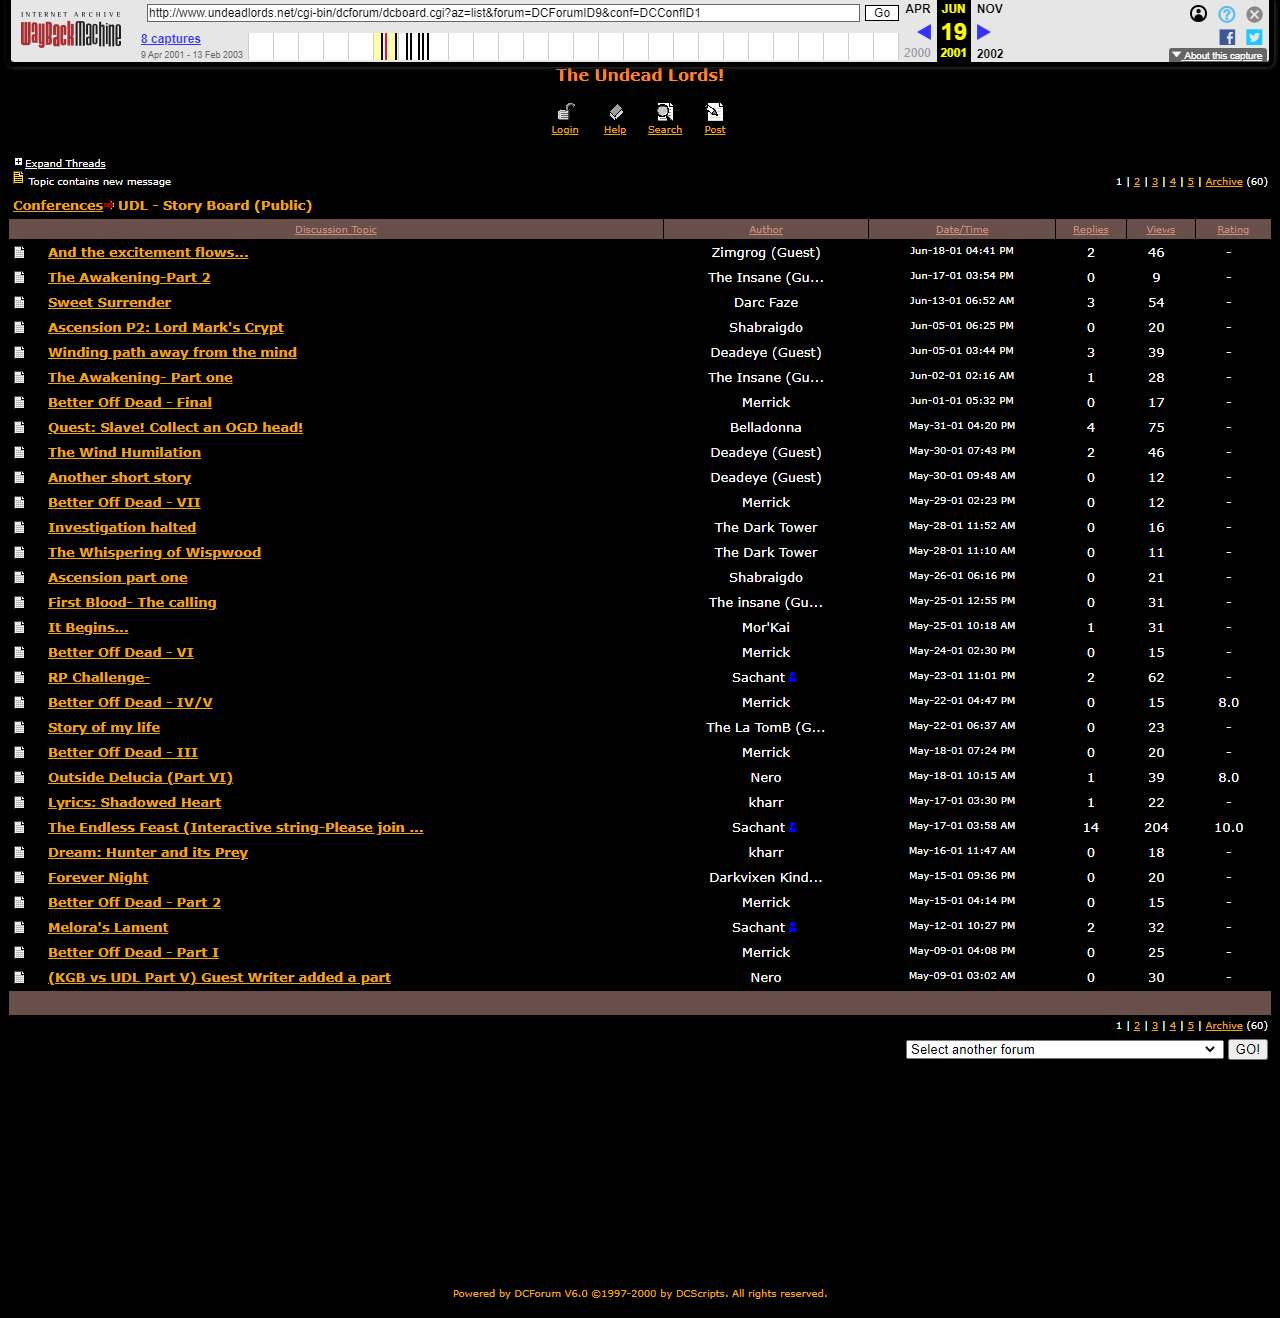 INTERNET ARCHIVE
WayBackMachine
http://www.undeadlords.net/cgi-bin/dcforum/dcboard.cgi?az=list&forum=DCForumID9&conf=DCConfID1
Go
APR JUN NOV
8 captures
19
9 Apr 2001 - 13 Feb 2003
2000 2001 2002
About this capture
The Undead Lords!
Login Help Search Post
Expand Threads
Topic contains new message
1 | 2 | 3 | 4 | 5 | Archive (60)
Conferences UDL - Story Board (Public)
Discussion Topic Author Date/Time Replies Views Rating
And the excitement flows... Zimgrog (Guest) Jun-18-01 04:41 PM 2 46 -
The Awakening-Part 2 The Insane (Gu... Jun-17-01 03:54 PM 0 9 -
Sweet Surrender Darc Faze Jun-13-01 06:52 AM 3 54 -
Ascension P2: Lord Mark's Crypt Shabraigdo Jun-05-01 06:25 PM 0 20 -
Winding path away from the mind Deadeye (Guest) Jun-05-01 03:44 PM 3 39 -
The Awakening- Part one The Insane (Gu... Jun-02-01 02:16 AM 1 28 -
Better Off Dead - Final Merrick Jun-01-01 05:32 PM 0 17 -
Quest: Slave! Collect an OGD head! Belladonna May-31-01 04:20 PM 4 75 -
The Wind Humilation Deadeye (Guest) May-30-01 07:43 PM 2 46 -
Another short story Deadeye (Guest) May-30-01 09:48 AM 0 12 -
Better Off Dead - VII Merrick May-29-01 02:23 PM 0 12 -
Investigation halted The Dark Tower May-28-01 11:52 AM 0 16 -
The Whispering of Wispwood The Dark Tower May-28-01 11:10 AM 0 11 -
Ascension part one Shabraigdo May-26-01 06:16 PM 0 21 -
First Blood- The calling The insane (Gu... May-25-01 12:55 PM 0 31 -
It Begins... Mor'Kai May-25-01 10:18 AM 1 31 -
Better Off Dead - VI Merrick May-24-01 02:30 PM 0 15 -
RP Challenge- Sachant May-23-01 11:01 PM 2 62 -
Better Off Dead - IV/V Merrick May-22-01 04:47 PM 0 15 8.0
Story of my life The La TomB (G... May-22-01 06:37 AM 0 23 -
Better Off Dead - III Merrick May-18-01 07:24 PM 0 20 -
Outside Delucia (Part VI) Nero May-18-01 10:15 AM 1 39 8.0
Lyrics: Shadowed Heart kharr May-17-01 03:30 PM 1 22 -
The Endless Feast (Interactive string-Please join ... Sachant May-17-01 03:58 AM 14 204 10.0
Dream: Hunter and its Prey kharr May-16-01 11:47 AM 0 18 -
Forever Night Darkvixen Kind... May-15-01 09:36 PM 0 20 -
Better Off Dead - Part 2 Merrick May-15-01 04:14 PM 0 15 -
Melora's Lament Sachant May-12-01 10:27 PM 2 32 -
Better Off Dead - Part I Merrick May-09-01 04:08 PM 0 25 -
(KGB vs UDL Part V) Guest Writer added a part Nero May-09-01 03:02 AM 0 30 -
1 | 2 | 3 | 4 | 5 | Archive (60)
Select another forum GO!
Powered by DCForum V6.0 ©1997-2000 by DCScripts. All rights reserved.